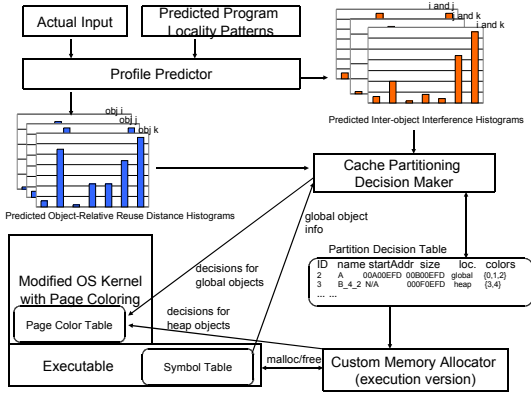 Actual Input
Predicted Program
Locality Patterns
Profile Predictor
i and j
j and k
i and k
Predicted Inter-object Interference Histograms
obj i
obj j
obj k
Predicted Object-Relative Reuse Distance Histograms
Cache Partitioning
Decision Maker
global object
info
Partition Decision Table
ID name startAddr size loc. colors
2 A 00A00EFD 00B00EFD global {0,1,2}
3 B_4_2 N/A 000F0EFD heap {3,4}
... ...
Modified OS Kernel
with Page Coloring
Page Color Table
decisions for
global objects
decisions for
heap objects
Executable
Symbol Table
malloc/free
Custom Memory Allocator
(execution version)